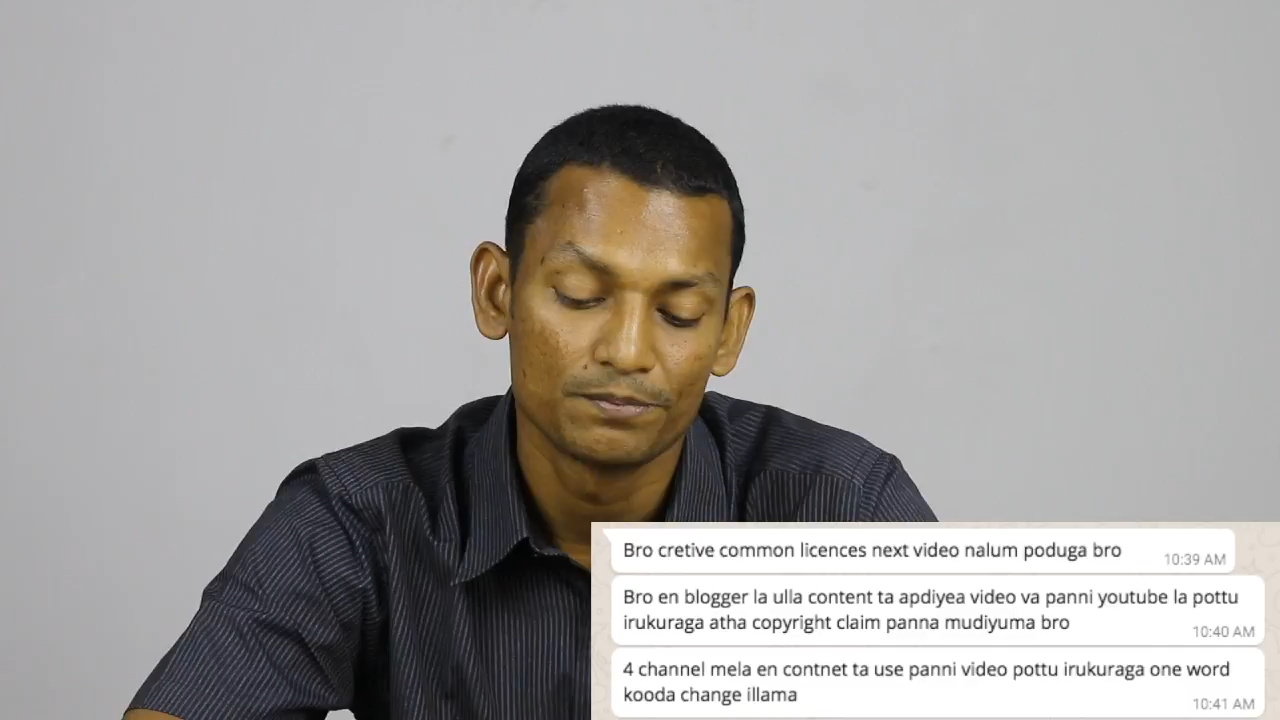 Bro cretive common licences next video nalum poduga bro
10:39 AM
Bro en blogger la ulla content ta apdiyea video va panni youtube la pottu
irukuraga atha copyright claim panna mudiyuma bro
10:40 AM
4 channel mela en contnet ta use panni video pottu irukuraga one word
kooda change illama
10:41 AM